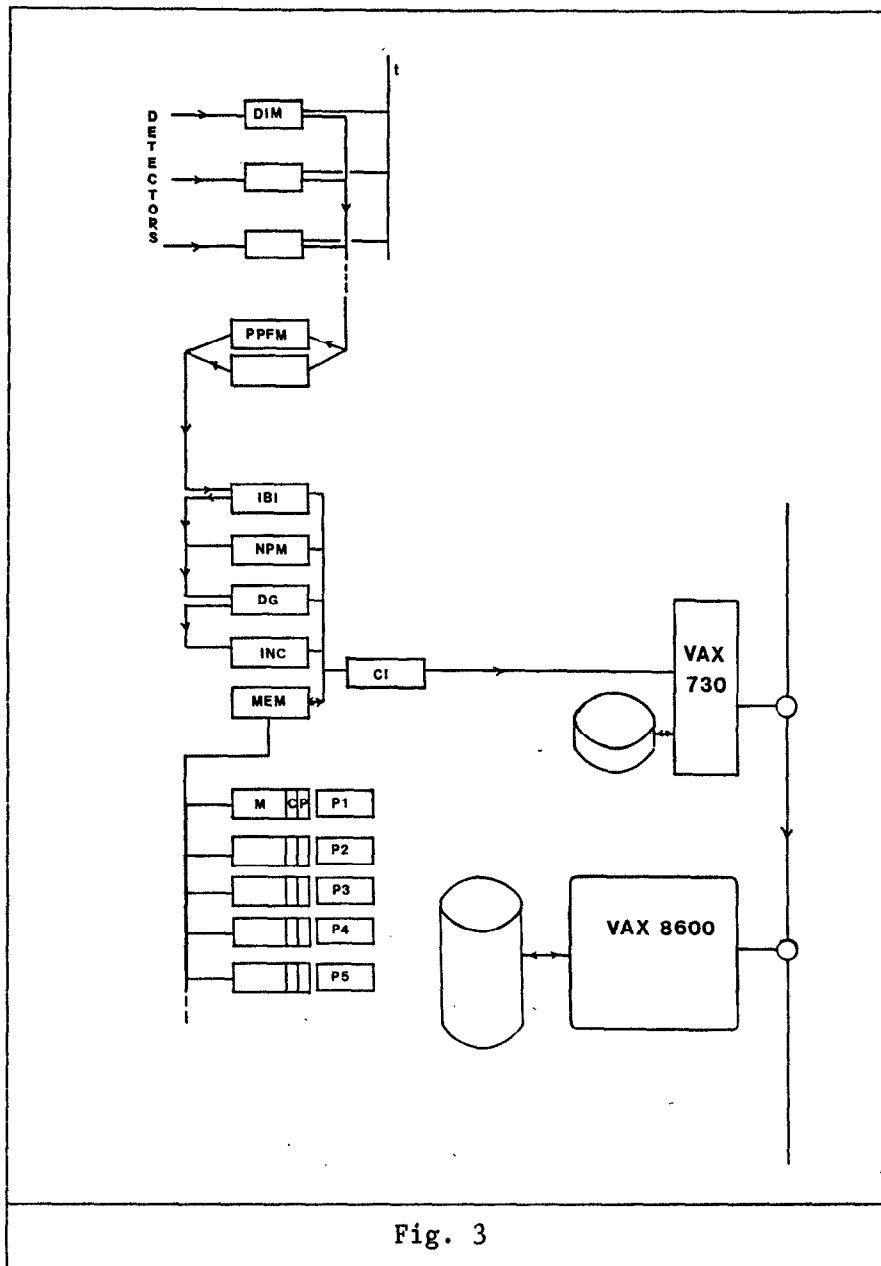 t
DIM
DETECTORS
PPFM
IBI
NPM
DG
INC
CI
MEM
VAX
730
M C P P1
P2
P3
P4
P5
VAX 8600
Fig. 3